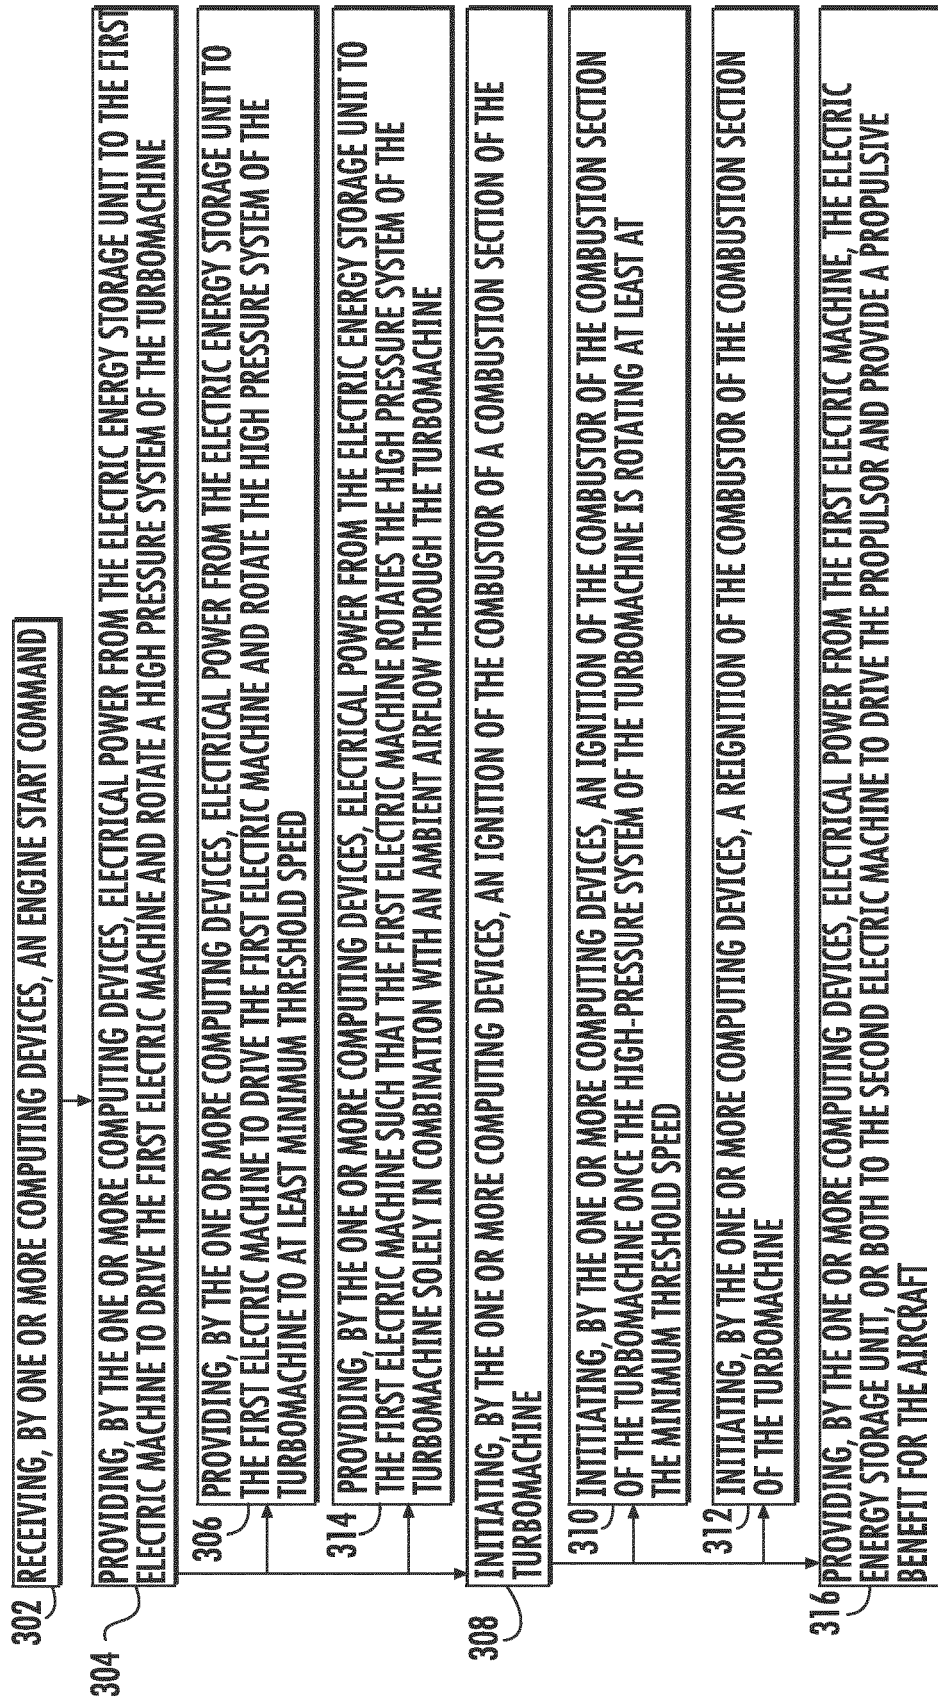 302
RECEIVING, BY ONE OR MORE COMPUTING DEVICES, AN ENGINE START COMMAND
304
PROVIDING, BY THE ONE OR MORE COMPUTING DEVICES, ELECTRICAL POWER FROM THE ELECTRIC ENERGY STORAGE UNIT TO THE FIRST
ELECTRIC MACHINE TO DRIVE THE FIRST ELECTRIC MACHINE AND ROTATE A HIGH PRESSURE SYSTEM OF THE TURBOMACHINE
306
PROVIDING, BY THE ONE OR MORE COMPUTING DEVICES, ELECTRICAL POWER FROM THE ELECTRIC ENERGY STORAGE UNIT TO
THE FIRST ELECTRIC MACHINE TO DRIVE THE FIRST ELECTRIC MACHINE AND ROTATE THE HIGH PRESSURE SYSTEM OF THE
TURBOMACHINE TO AT LEAST MINIMUM THRESHOLD SPEED
314
PROVIDING, BY THE ONE OR MORE COMPUTING DEVICES, ELECTRICAL POWER FROM THE ELECTRIC ENERGY STORAGE UNIT TO
THE FIRST ELECTRIC MACHINE SUCH THAT THE FIRST ELECTRIC MACHINE ROTATES THE HIGH PRESSURE SYSTEM OF THE
TURBOMACHINE SOLELY IN COMBINATION WITH AN AMBIENT AIRFLOW THROUGH THE TURBOMACHINE
308
INITIATING, BY THE ONE OR MORE COMPUTING DEVICES, AN IGNITION OF THE COMBUSTOR OF A COMBUSTION SECTION OF THE
TURBOMACHINE
310
INITIATING, BY THE ONE OR MORE COMPUTING DEVICES, AN IGNITION OF THE COMBUSTOR OF THE COMBUSTION SECTION
OF THE TURBOMACHINE ONCE THE HIGH-PRESSURE SYSTEM OF THE TURBOMACHINE IS ROTATING AT LEAST AT
THE MINIMUM THRESHOLD SPEED
312
INITIATING, BY THE ONE OR MORE COMPUTING DEVICES, A REIGNITION OF THE COMBUSTOR OF THE COMBUSTION SECTION
OF THE TURBOMACHINE
316
PROVIDING, BY THE ONE OR MORE COMPUTING DEVICES, ELECTRICAL POWER FROM THE FIRST ELECTRIC MACHINE, THE ELECTRIC
ENERGY STORAGE UNIT, OR BOTH TO THE SECOND ELECTRIC MACHINE TO DRIVE THE PROPULSOR AND PROVIDE A PROPULSIVE
BENEFIT FOR THE AIRCRAFT